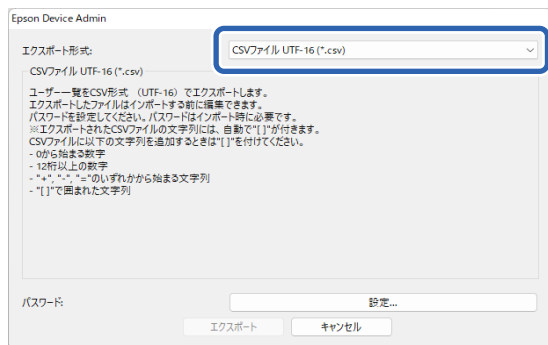 Epson Device Admin
エクスポート形式:
CSVファイル UTF-16 (*.csv)
CSVファイル UTF-16 (*.csv)
ユーザー一覧をCSV形式 （UTF-16）でエクスポートします。
エクスポートしたファイルはインポートする前に編集できます。
パスワードを設定してください。パスワードはインポート時に必要です。
※エクスポートされたCSVファイルの文字列には、自動で"[ ]"が付きます。
CSVファイルに以下の文字列を追加するときは"[ ]"を付けてください。
- 0から始まる数字
- 12桁以上の数字
- "+", "-", "="のいずれかから始まる文字列
- "[ ]"で囲まれた文字列
パスワード:
設定...
エクスポート
キャンセル